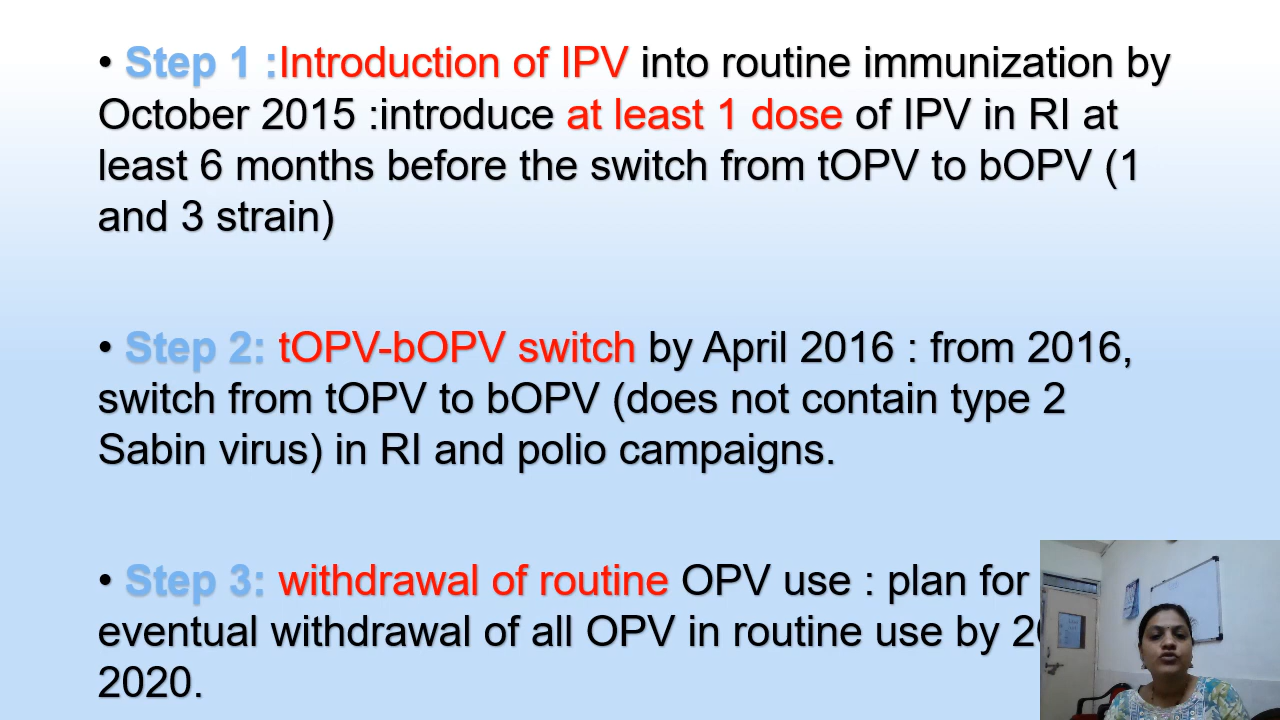 • Step 1 :Introduction of IPV into routine immunization by
October 2015 :introduce at least 1 dose of IPV in RI at
least 6 months before the switch from tOPV to bOPV (1
and 3 strain)
• Step 2: tOPV-bOPV switch by April 2016 : from 2016,
switch from tOPV to bOPV (does not contain type 2
Sabin virus) in RI and polio campaigns.
• Step 3: withdrawal of routine OPV use : plan for
eventual withdrawal of all OPV in routine use by
2020.